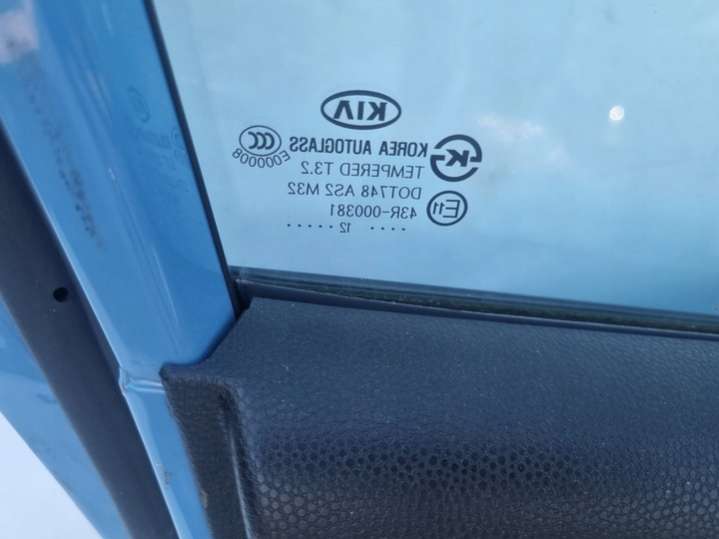 KIA
KOREA AUTOGLASS
TEMPERED T3.2
DOT748 AS2 M32
43R-000381
12
CCC
E000008
K
E11